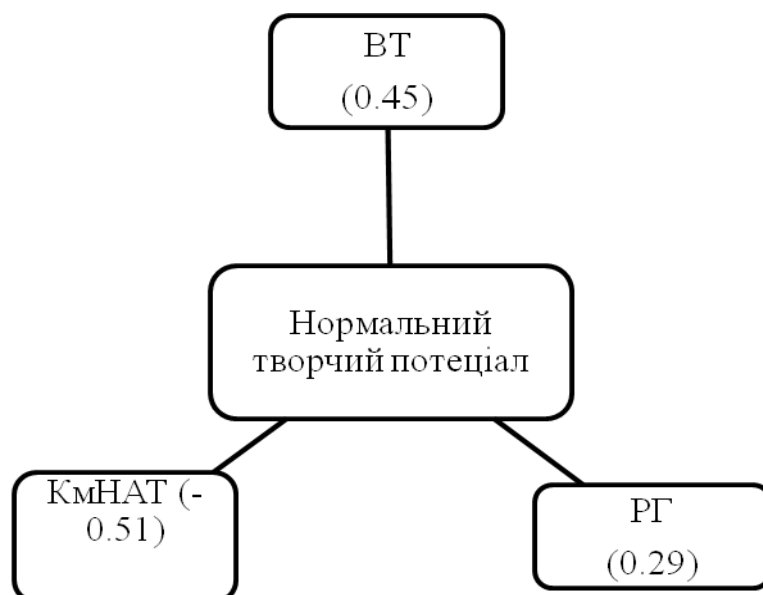 ВТ
(0.45)
Нормальний
творчий потеціал
КмНАТ (-
0.51)
РГ
(0.29)